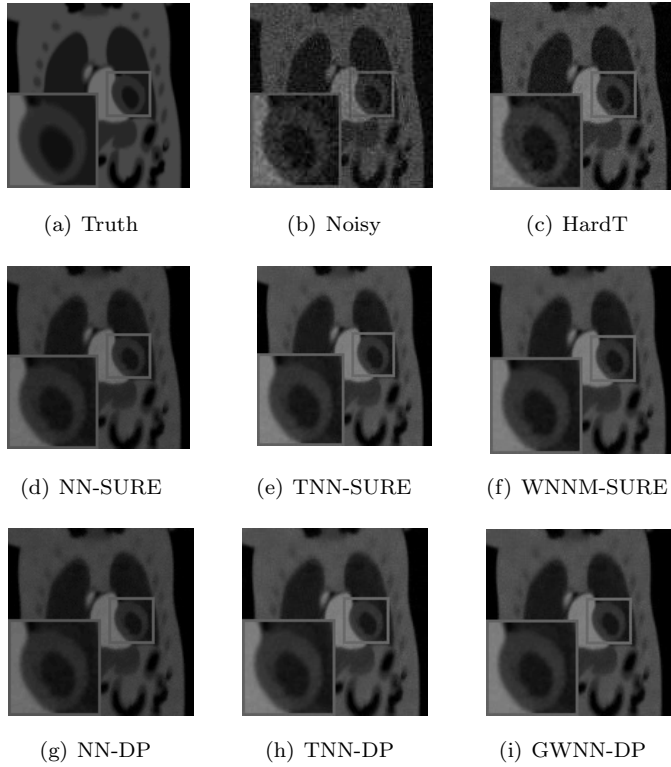 (a) Truth
(b) Noisy
(c) HardT
(d) NN-SURE
(e) TNN-SURE
(f) WNNM-SURE
(g) NN-DP
(h) TNN-DP
(i) GWNN-DP